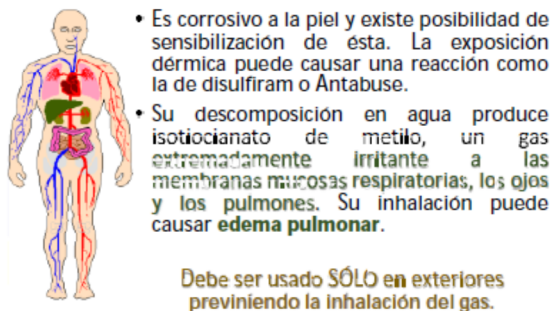 • Es corrosivo a la piel y existe posibilidad de
sensibilización de ésta. La exposición
dérmica puede causar una reacción como
la de disulfiram o Antabuse.
• Su descomposición en agua produce
isotiocianato de metilo, un gas
extremadamente irritante a las
membranas mucosas respiratorias, los ojos
y los pulmones. Su inhalación puede
causar edema pulmonar.
Debe ser usado SÓLO en exteriores
previniendo la inhalación del gas.